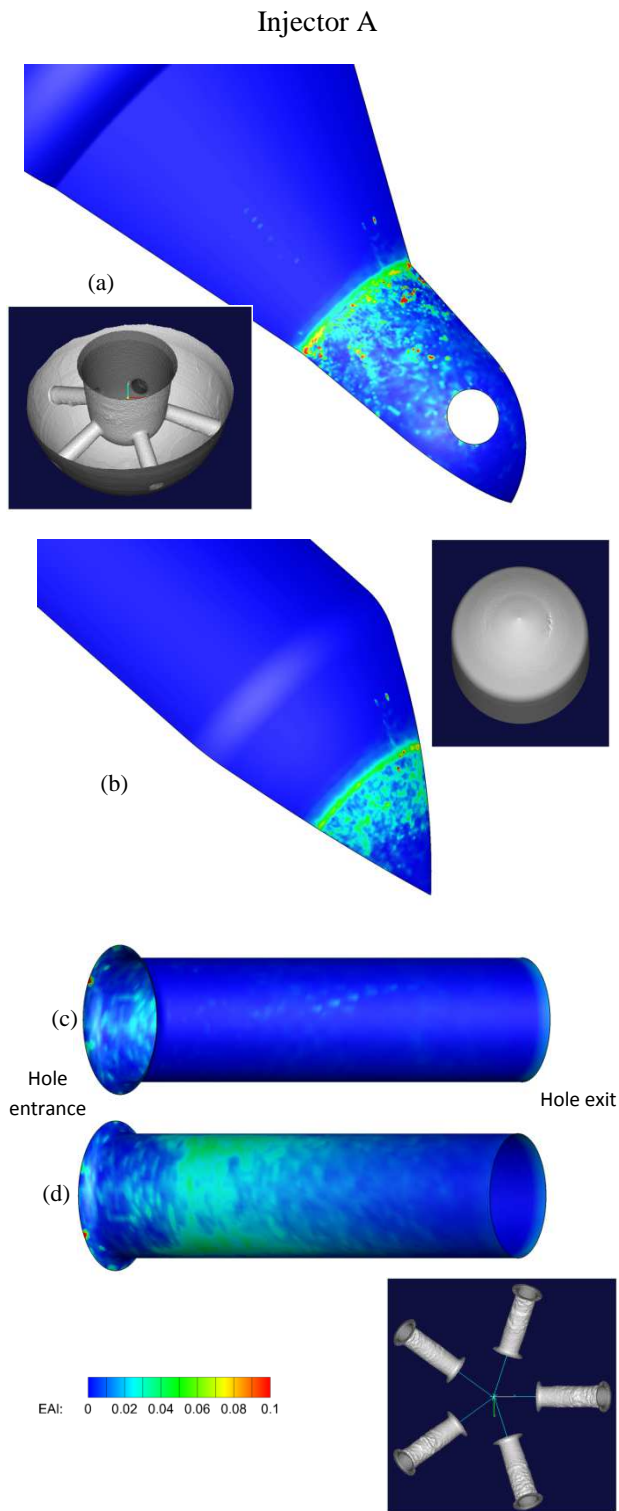 Injector A
(a)
(b)
(c)
Hole
entrance
Hole exit
(d)
EAI: 0 0.02 0.04 0.06 0.08 0.1